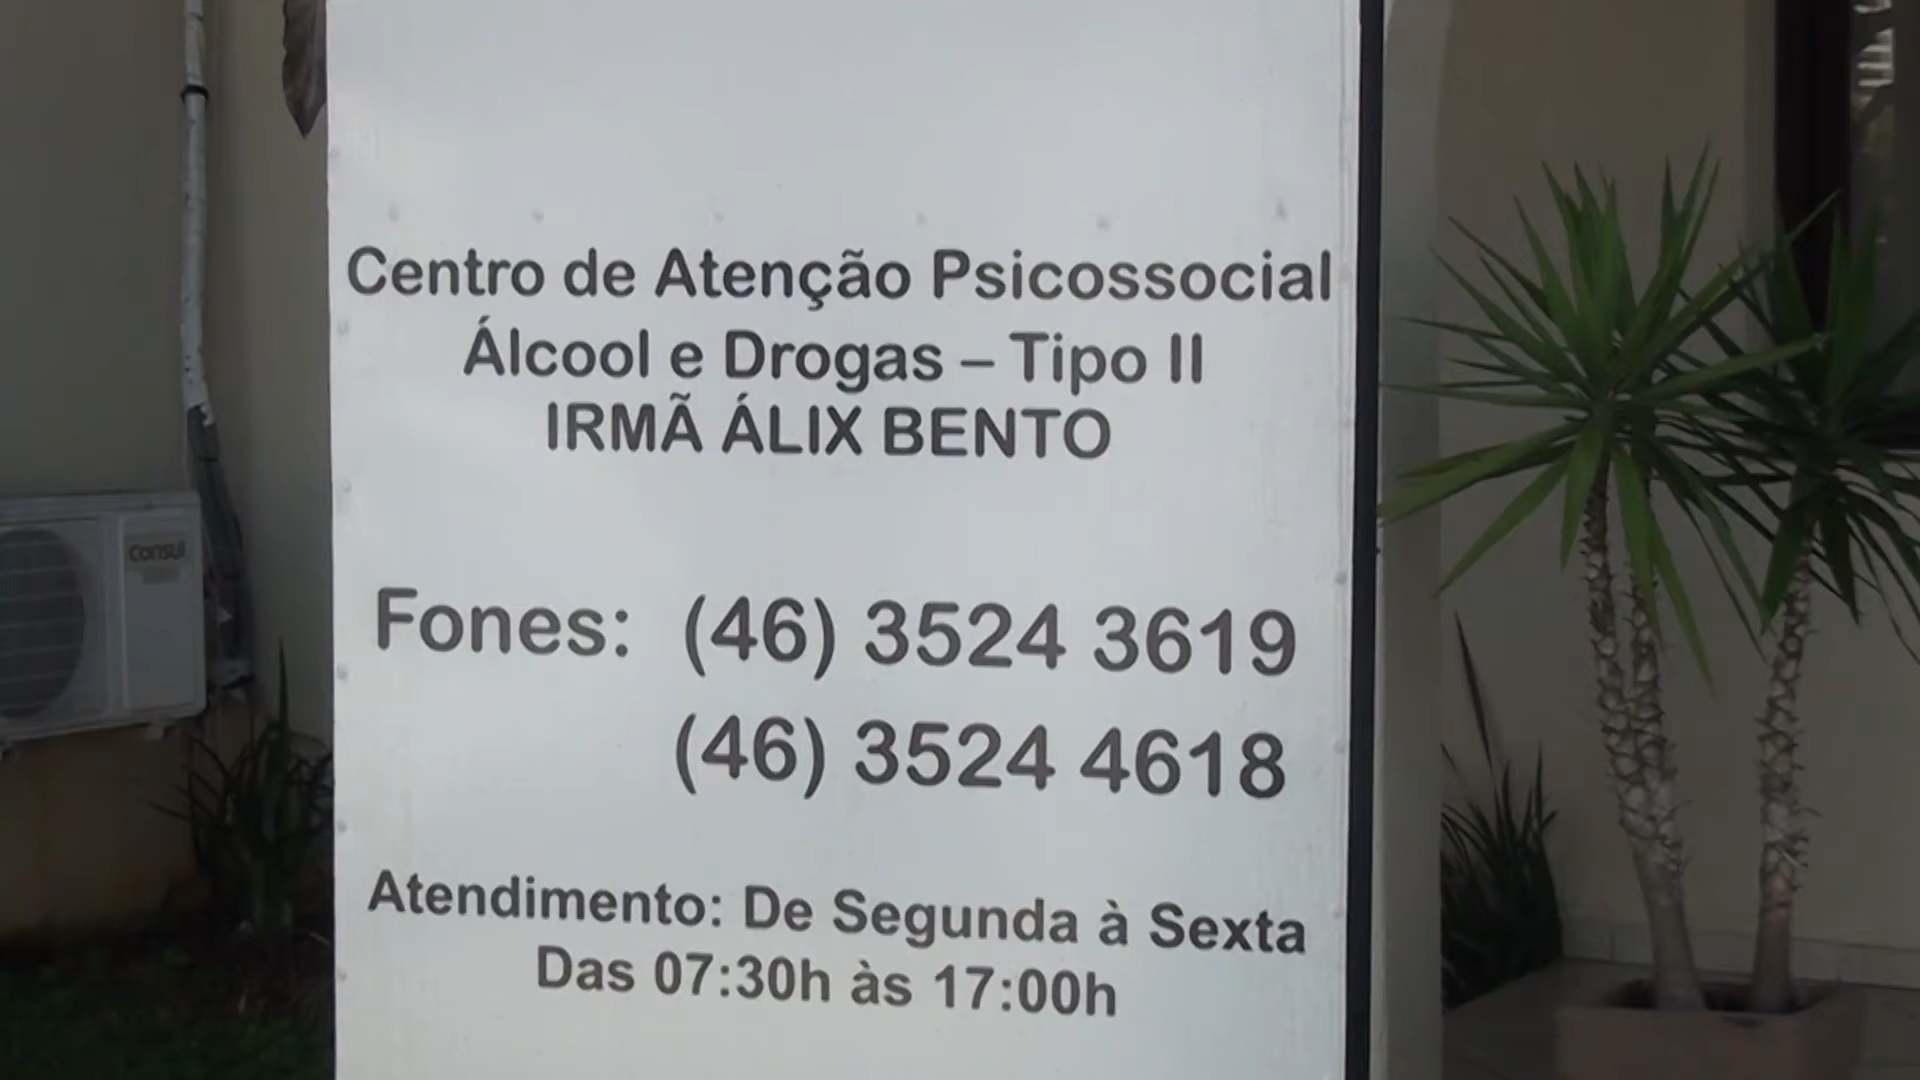 Centro de Atenção Psicossocial
Álcool e Drogas – Tipo II
IRMÃ ÁLIX BENTO
Consul
Fones: (46) 3524 3619
(46) 3524 4618
Atendimento: De Segunda à Sexta
Das 07:30h às 17:00h